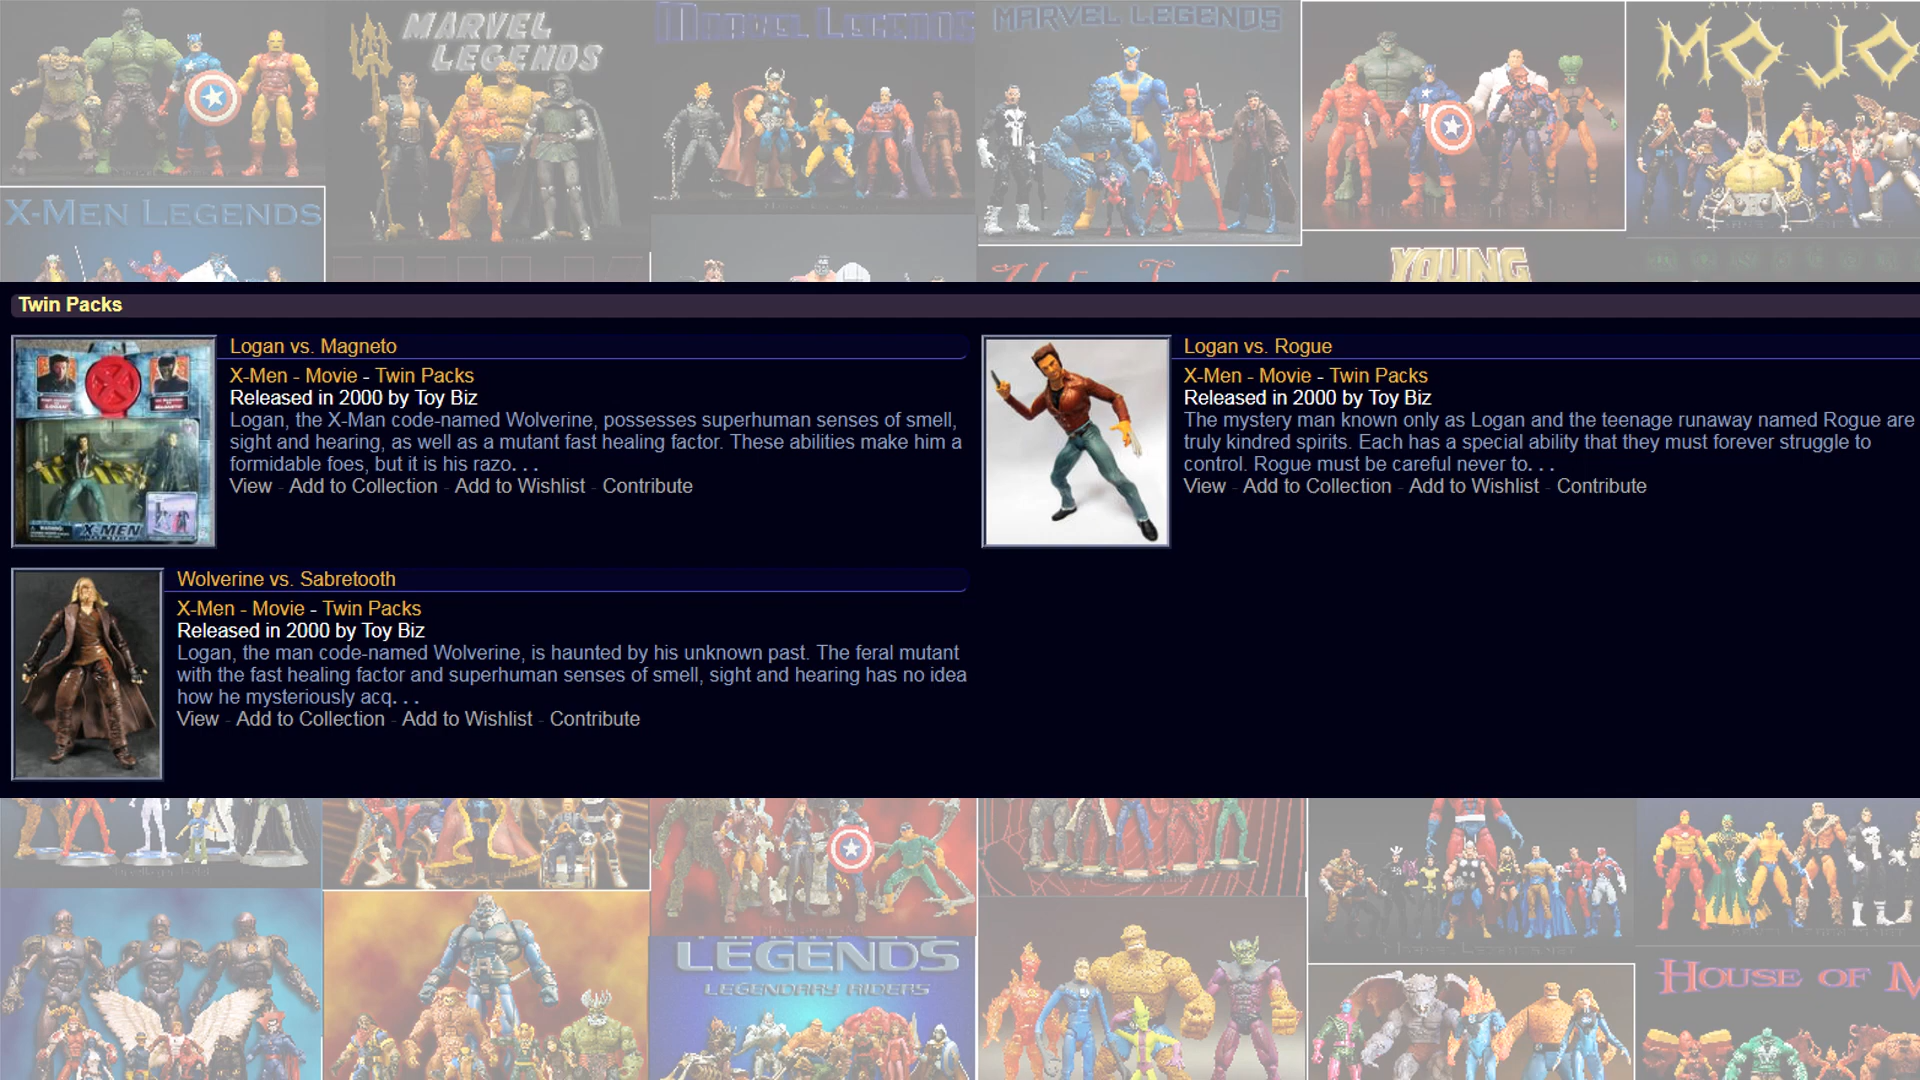 MARVEL
LEGENDS
MARVEL LEGENDS
MARVEL LEGENDS
MOJO
X-MEN LEGENDS
YOUNG
Twin Packs
Logan vs. Magneto
X-Men - Movie - Twin Packs
Released in 2000 by Toy Biz
Logan, the X-Man code-named Wolverine, possesses superhuman senses of smell,
sight and hearing, as well as a mutant fast healing factor. These abilities make him a
formidable foes, but it is his razo. . .
View - Add to Collection - Add to Wishlist - Contribute
X-MEN
Logan vs. Rogue
X-Men - Movie - Twin Packs
Released in 2000 by Toy Biz
The mystery man known only as Logan and the teenage runaway named Rogue are
truly kindred spirits. Each has a special ability that they must forever struggle to
control. Rogue must be careful never to. . .
View - Add to Collection - Add to Wishlist - Contribute
Wolverine vs. Sabretooth
X-Men - Movie - Twin Packs
Released in 2000 by Toy Biz
Logan, the man code-named Wolverine, is haunted by his unknown past. The feral mutant
with the fast healing factor and superhuman senses of smell, sight and hearing has no idea
how he mysteriously acq. . .
View - Add to Collection - Add to Wishlist - Contribute
LEGENDS
LEGENDARY RIDERS
HOUSE OF M